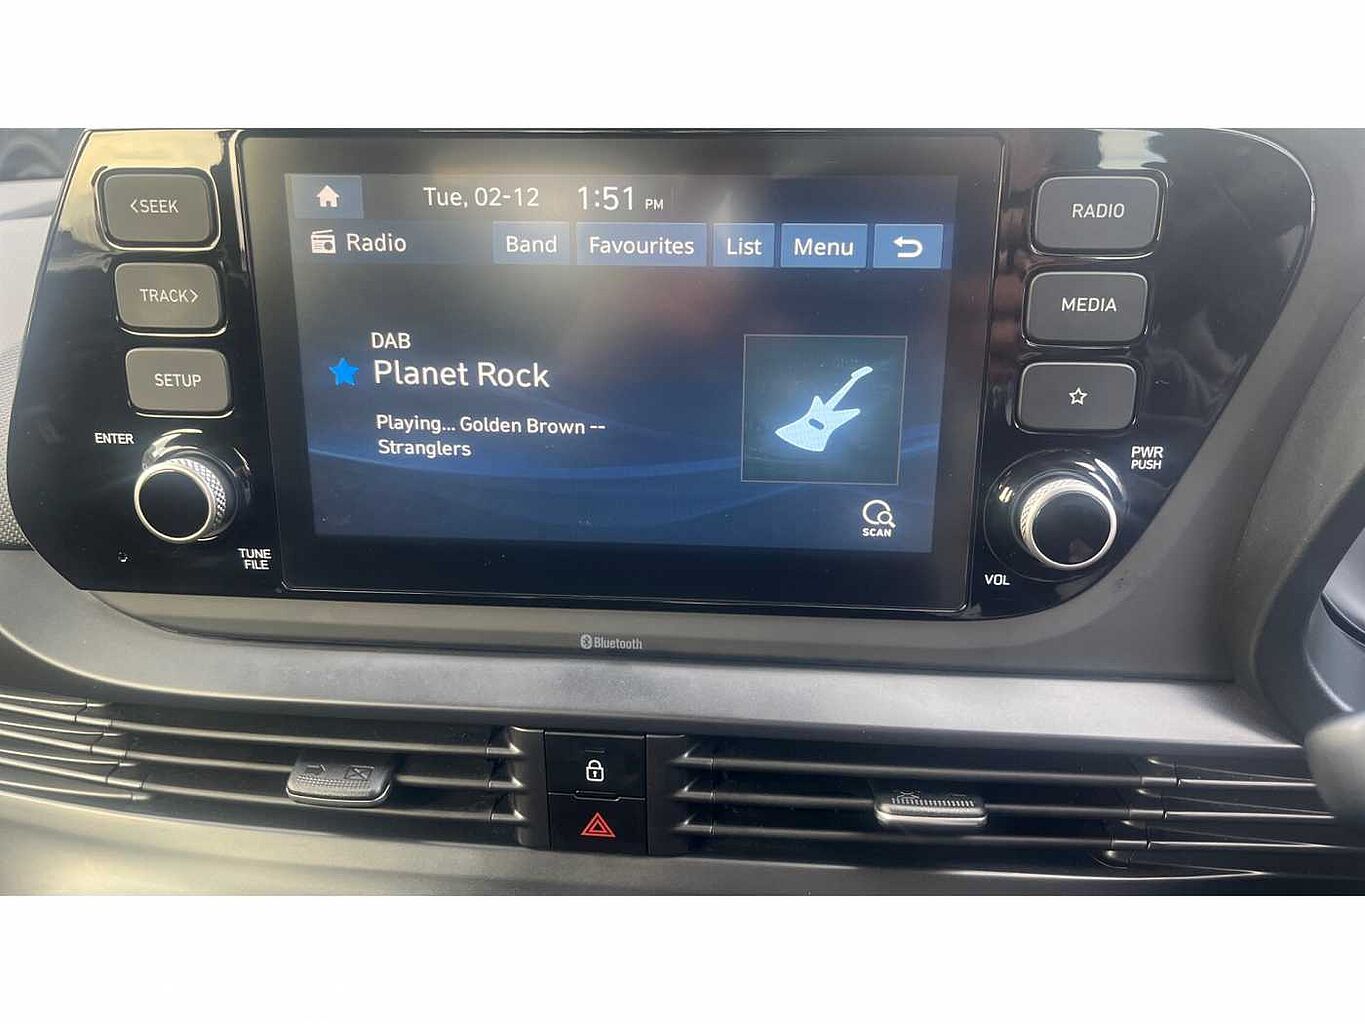 <SEEK
TRACK>
SETUP
ENTER
TUNE
FILE
Tue, 02-12 1:51 PM
Radio Band Favourites List Menu
DAB
Planet Rock
Playing... Golden Brown --
Stranglers
SCAN
RADIO
MEDIA
PWR
PUSH
VOL
Bluetooth